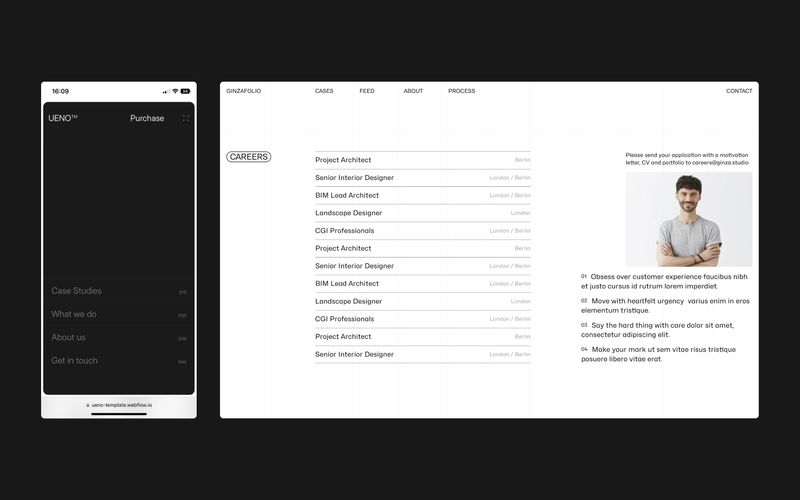 16:09
UENO™ Purchase
Case Studies
What we do
About us
Get in touch
ueno-template.webflow.io
GINZAFOLIO CASES FEED ABOUT PROCESS CONTACT
CAREERS
Project Architect Berlin
Senior Interior Designer London / Berlin
BIM Lead Architect London / Berlin
Landscape Designer London
CGI Professionals London / Berlin
Project Architect Berlin
Senior Interior Designer London / Berlin
BIM Lead Architect London / Berlin
Landscape Designer London
CGI Professionals London / Berlin
Project Architect Berlin
Senior Interior Designer London / Berlin
Please send your application with a motivation
letter, CV and portfolio to careers@ginza.studio
01 Obsess over customer experience faucibus nibh
et justo cursus id rutrum lorem imperdiet.
02 Move with heartfelt urgency varius enim in eros
elementum tristique.
03 Say the hard thing with care dolor sit amet,
consectetur adipiscing elit.
04 Make your mark ut sem vitae risus tristique
posuere libero vitae erat.